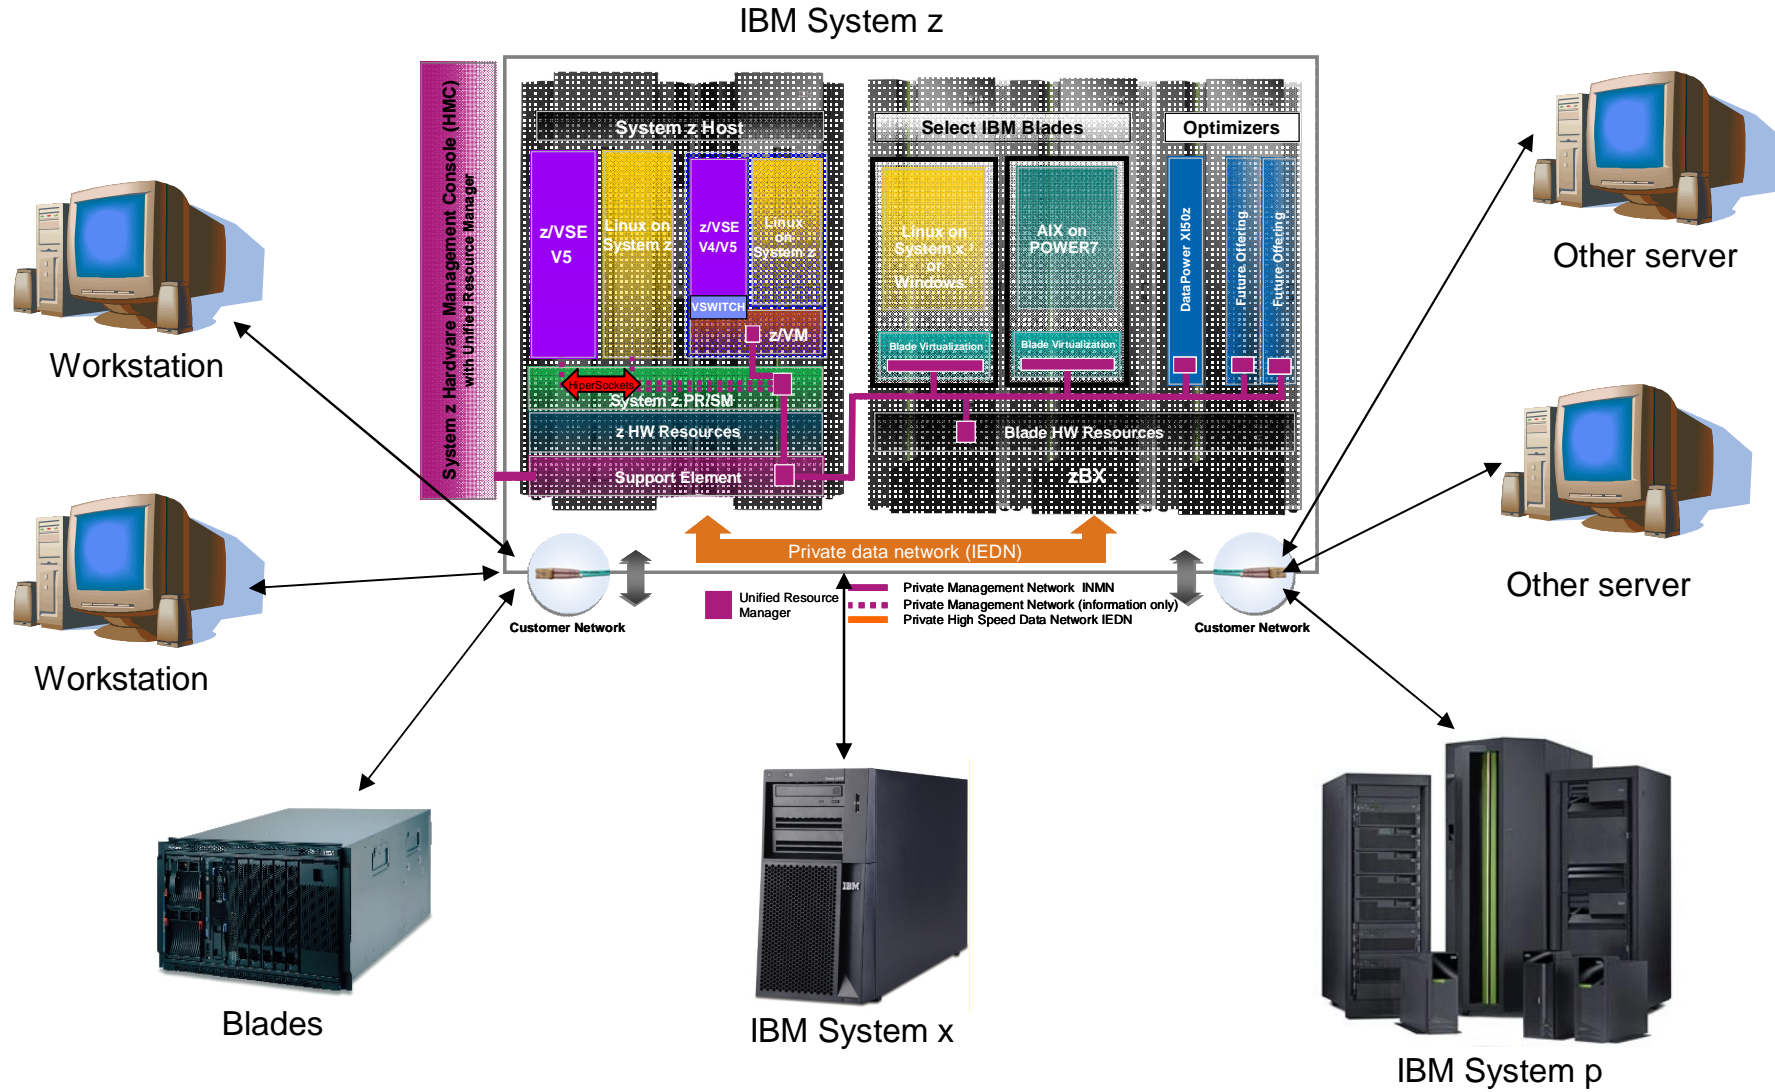 IBM System z
System z Hardware Management Console (HMC)
with Unified Resource Manager
System z Host
Select IBM Blades
Optimizers
z/VSE
V5
Linux on
System z
z/VSE
V4/V5
Linux
on
System z
VSWITCH
z/VM
Linux on
System x
or
Windows
AIX on
POWER7
Blade Virtualization
Blade Virtualization
DataPower XI50z
Future Offering
Future Offering
HiperSockets
System z PR/SM
z HW Resources
Support Element
Blade HW Resources
zBX
Private data network (IEDN)
Customer Network
Customer Network
Unified Resource
Manager
Private Management Network INMN
Private Management Network (information only)
Private High Speed Data Network IEDN
Workstation
Workstation
Other server
Other server
Blades
IBM
IBM System x
IBM System p